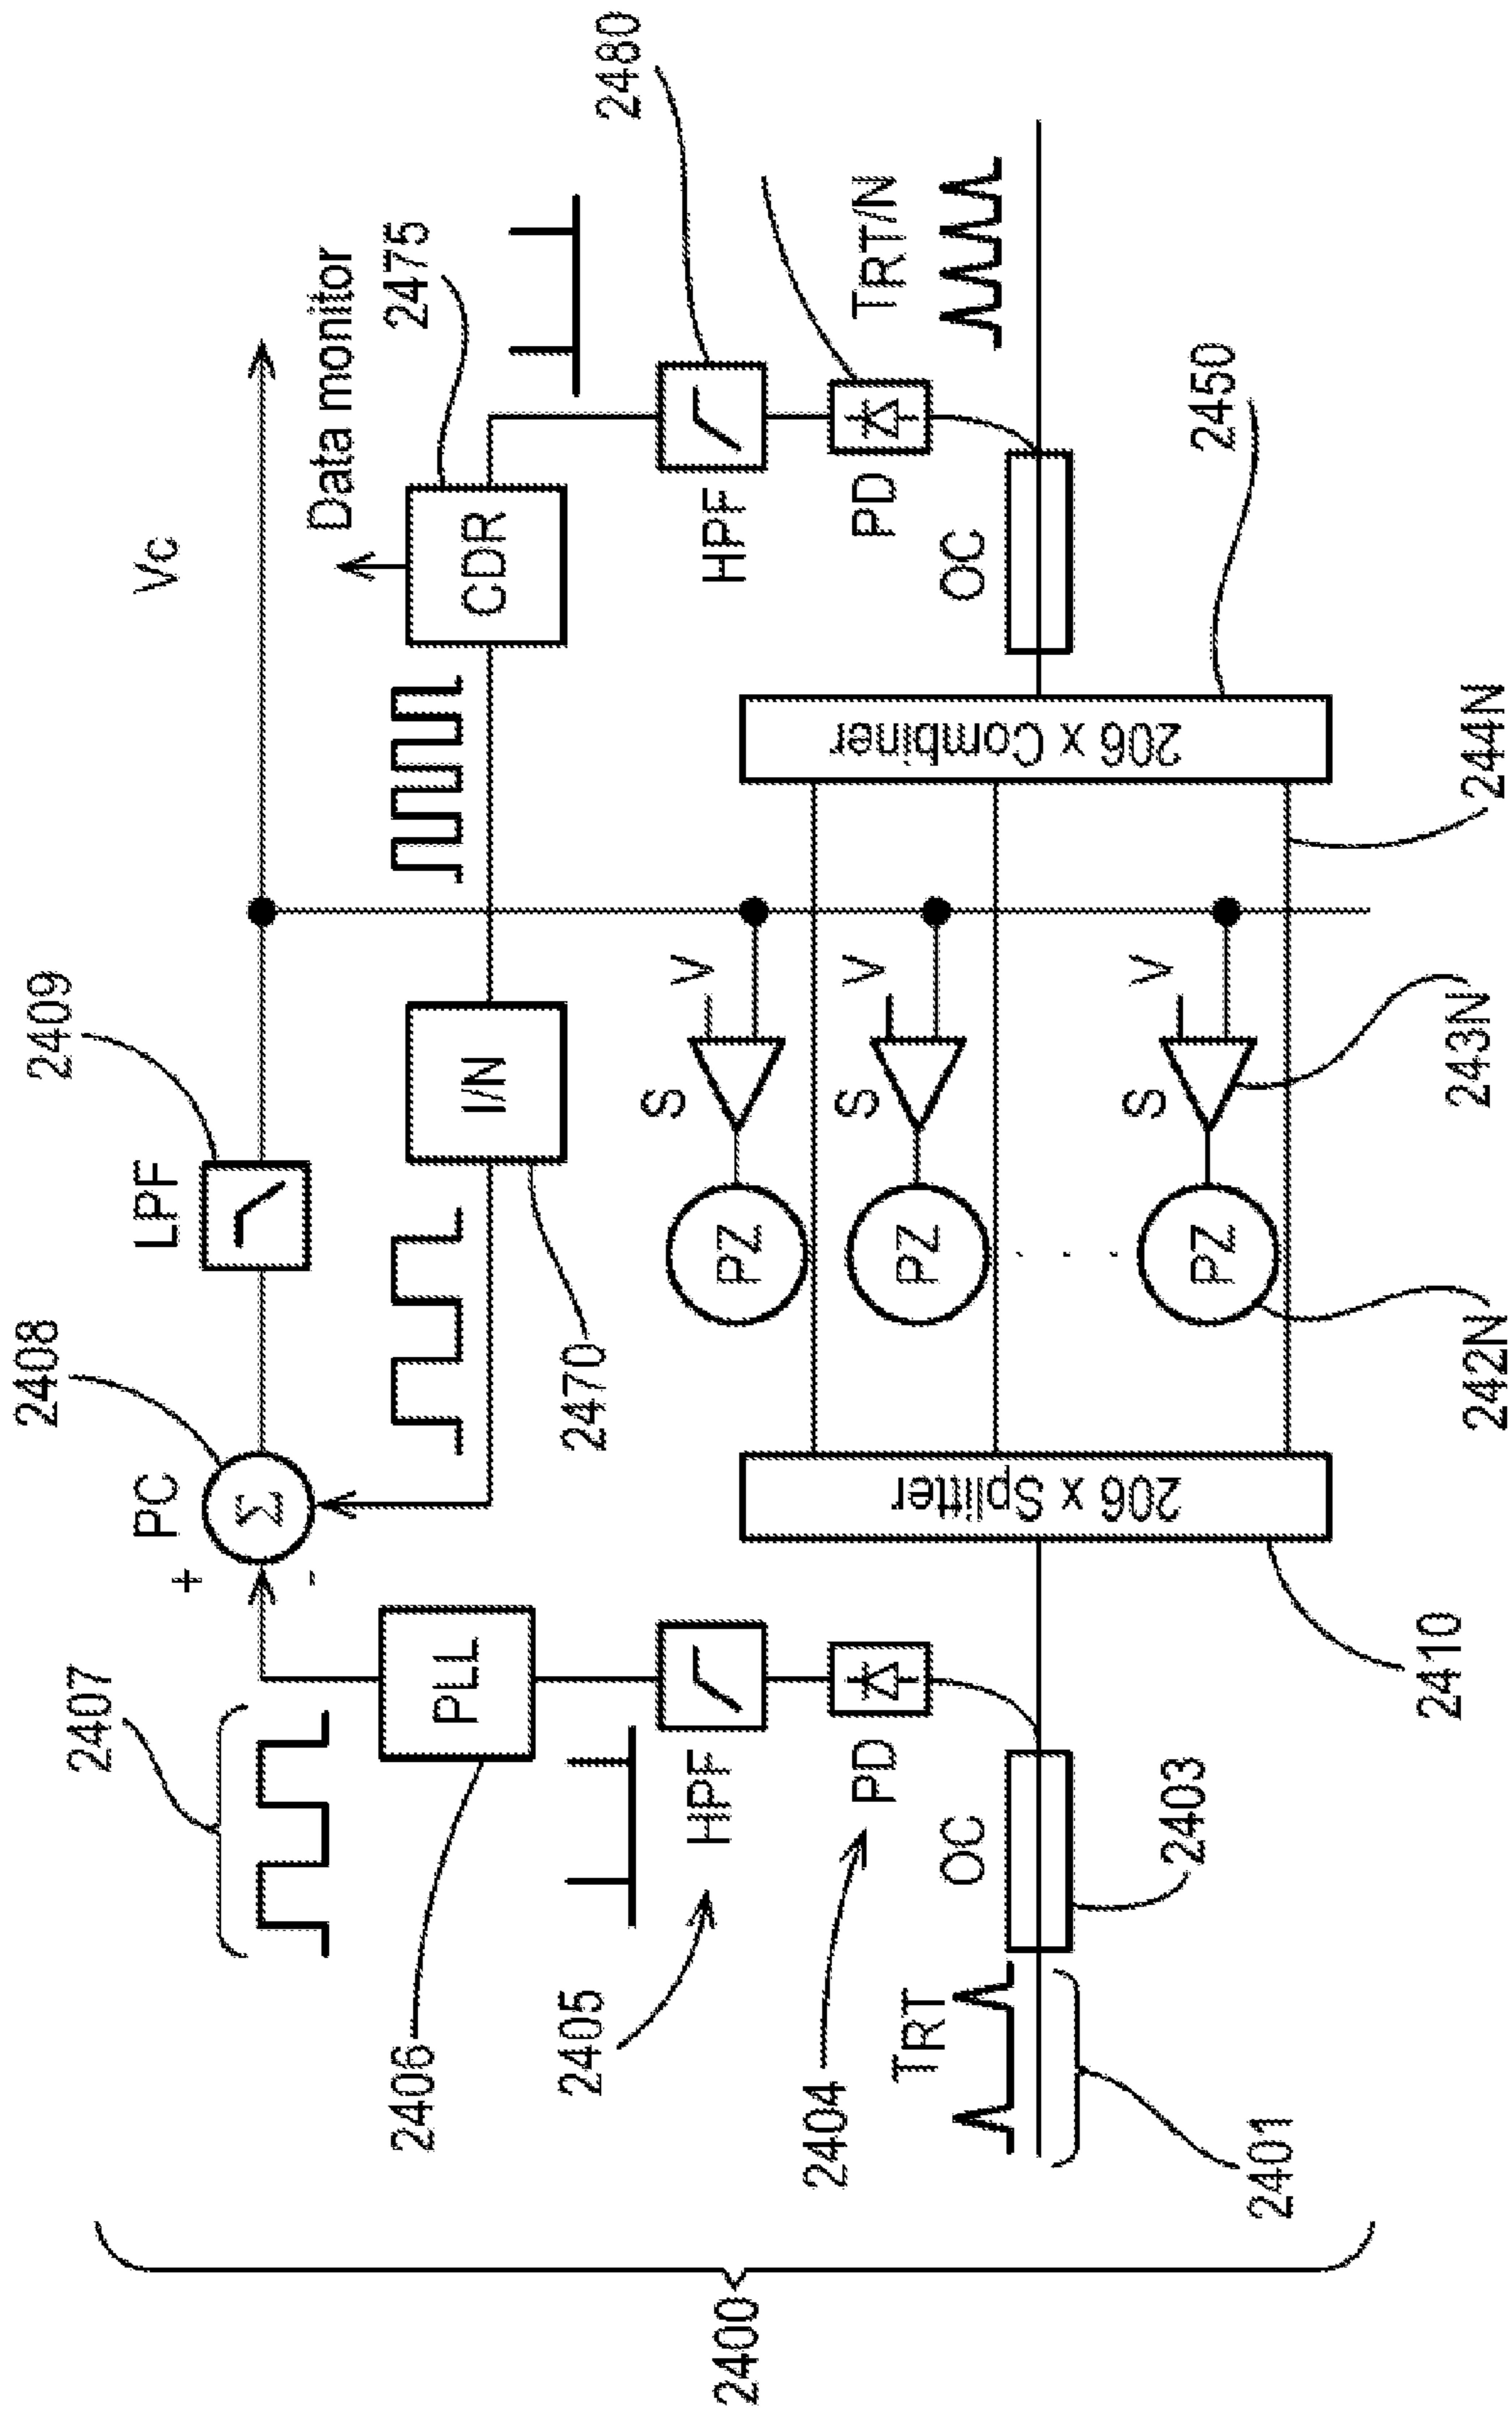 2408
2409
2407
PC
LPF
Vc
+
Σ
-
Data monitor
2406
2475
PLL
I/N
CDR
2405
2470
2480
HPF
S
V
HPF
2400
PZ
2404
PD
S
V
PD
TRT/N
PZ
TRT
OC
OC
206 x Splitter
206 x Combiner
S
V
2401
2403
PZ
2450
2410
242N
243N
244N